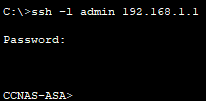 C:\>ssh -l admin 192.168.1.1
Password:
CCNAS-ASA>